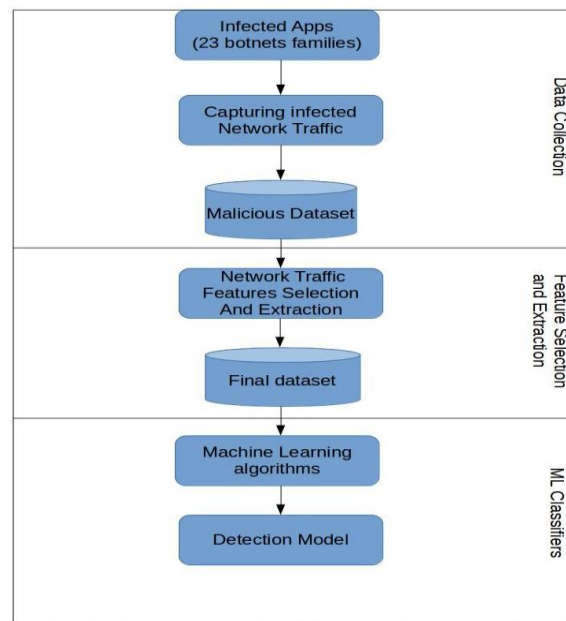 Infected Apps
(23 botnets families)
Capturing infected
Network Traffic
Malicious Dataset
Data Collection
Network Traffic
Features Selection
And Extraction
Final dataset
Feature Selection
and Extraction
Machine Learning
algorithms
Detection Model
ML Classifiers